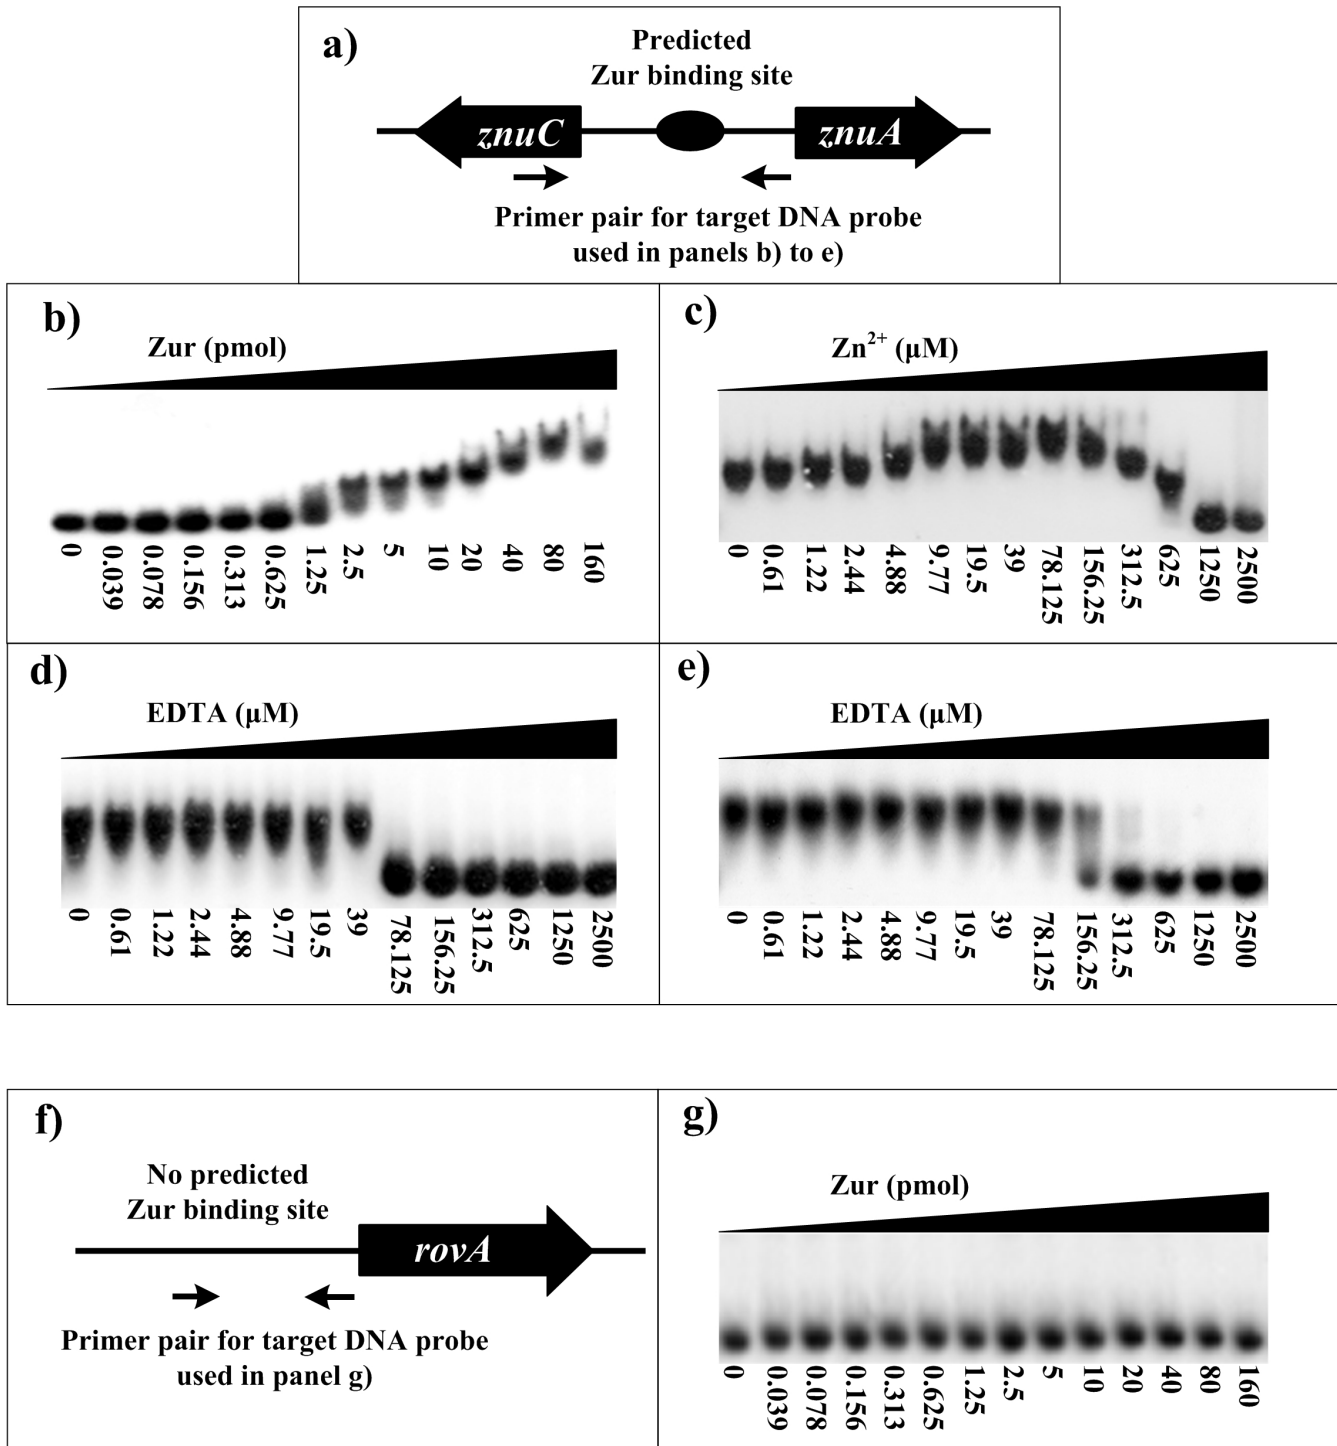 a)
Predicted
Zur binding site
znuC
znuA
Primer pair for target DNA probe
used in panels b) to e)
b)
Zur (pmol)
0 0.039 0.078 0.156 0.313 0.625 1.25 2.5 5 10 20 40 80 160
c)
Zn²⁺ (μM)
0 0.61 1.22 2.44 4.88 9.77 19.5 39 78.125 156.25 312.5 625 1250 2500
d)
EDTA (μM)
0 0.61 1.22 2.44 4.88 9.77 19.5 39 78.125 156.25 312.5 625 1250 2500
e)
EDTA (μM)
0 0.61 1.22 2.44 4.88 9.77 19.5 39 78.125 156.25 312.5 625 1250 2500
f)
No predicted
Zur binding site
rovA
Primer pair for target DNA probe
used in panel g)
g)
Zur (pmol)
0 0.039 0.078 0.156 0.313 0.625 1.25 2.5 5 10 20 40 80 160